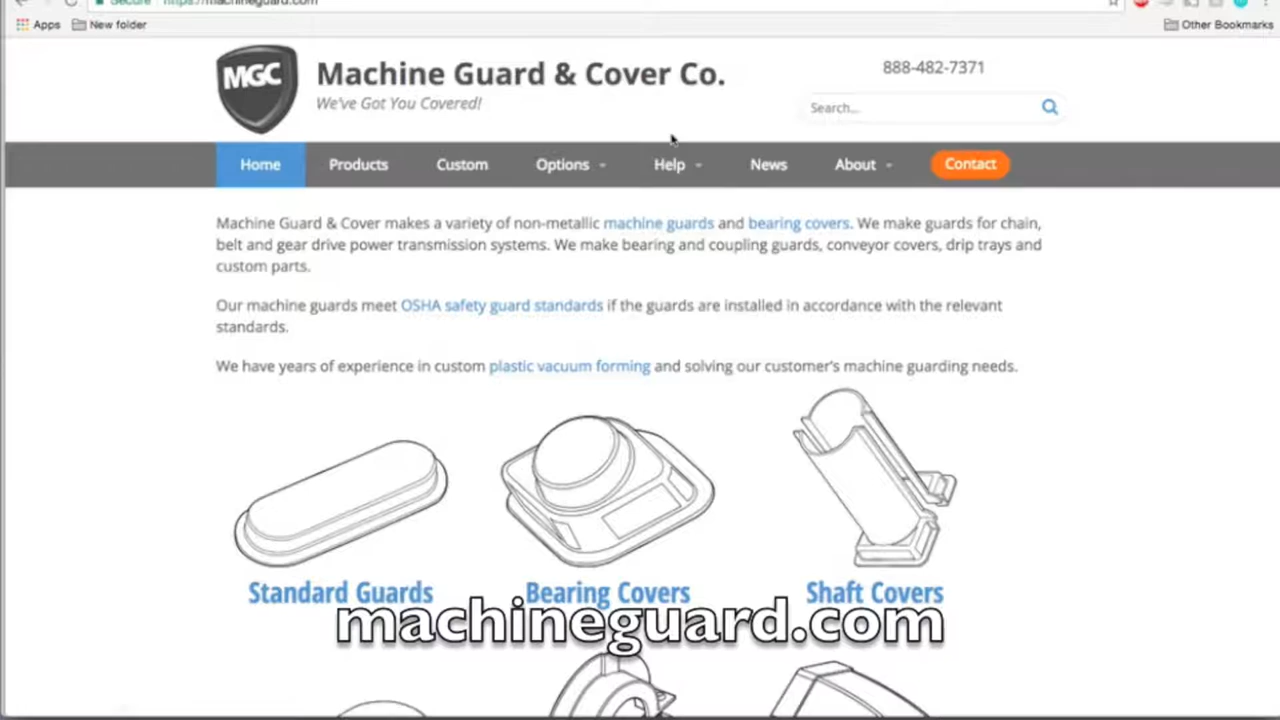 Secure https://machineguard.com
Apps New folder Other Bookmarks
MGC
Machine Guard & Cover Co.
We've Got You Covered!
888-482-7371
Search...
Home Products Custom Options Help News About Contact
Machine Guard & Cover makes a variety of non-metallic machine guards and bearing covers. We make guards for chain,
belt and gear drive power transmission systems. We make bearing and coupling guards, conveyor covers, drip trays and
custom parts.
Our machine guards meet OSHA safety guard standards if the guards are installed in accordance with the relevant
standards.
We have years of experience in custom plastic vacuum forming and solving our customer's machine guarding needs.
Standard Guards Bearing Covers Shaft Covers
machineguard.com